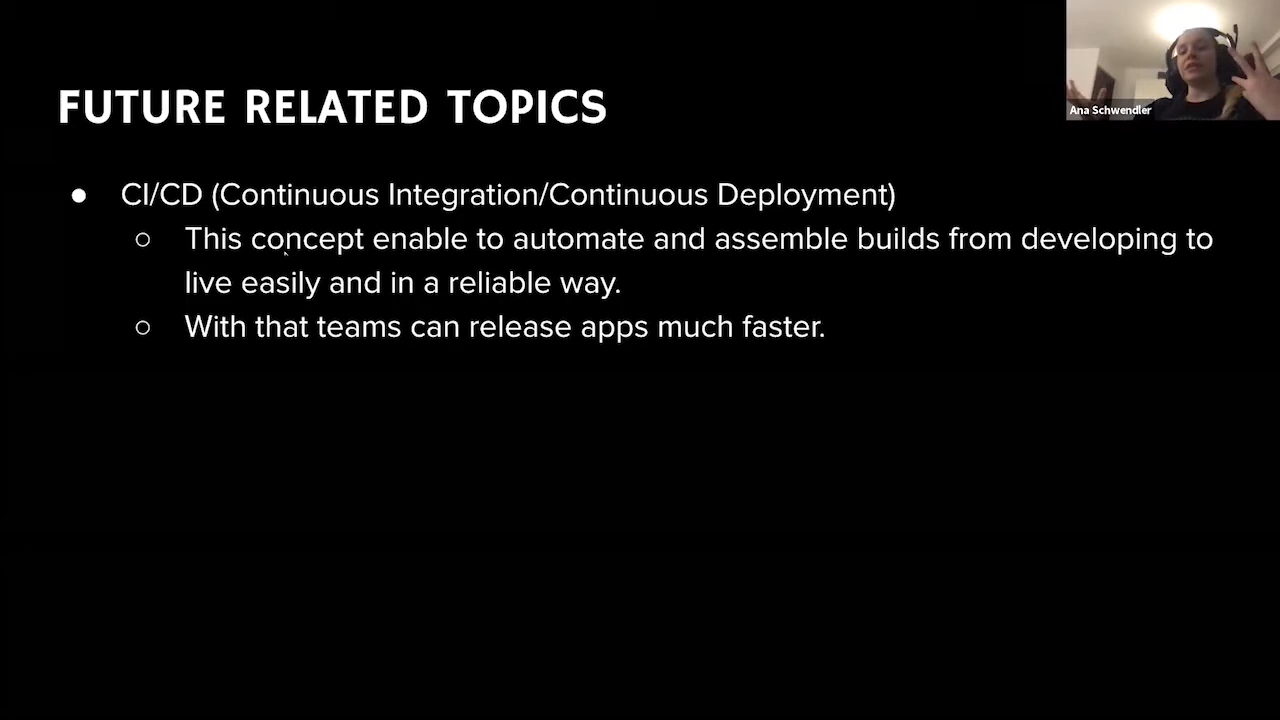 FUTURE RELATED TOPICS
Ana Schwendler
● CI/CD (Continuous Integration/Continuous Deployment)
○ This concept enable to automate and assemble builds from developing to
live easily and in a reliable way.
○ With that teams can release apps much faster.